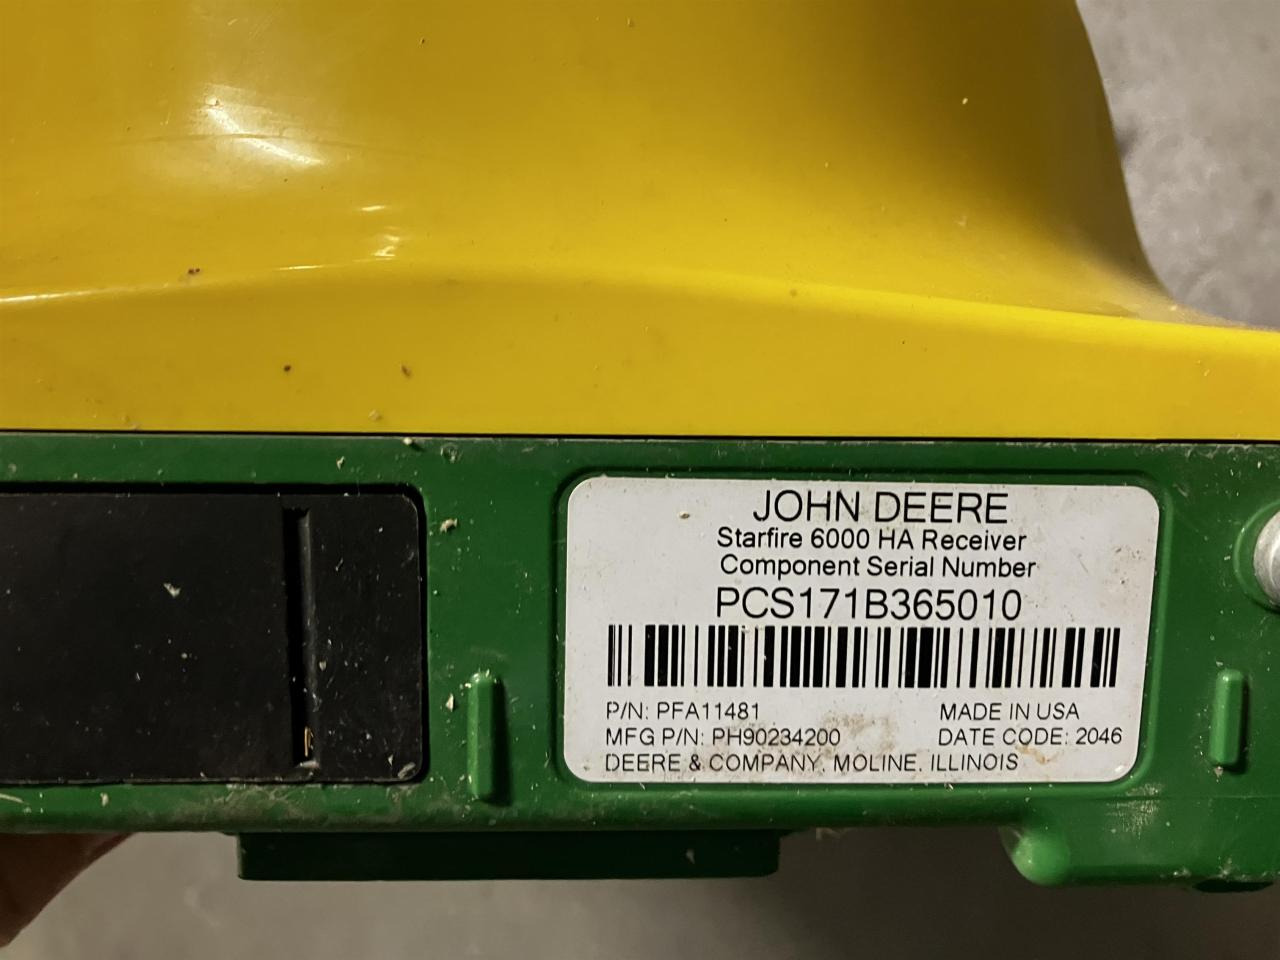 JOHN DEERE
Starfire 6000 HA Receiver
Component Serial Number
PCS171B365010
P/N: PFA11481 MADE IN USA
MFG P/N: PH90234200 DATE CODE: 2046
DEERE & COMPANY, MOLINE, ILLINOIS